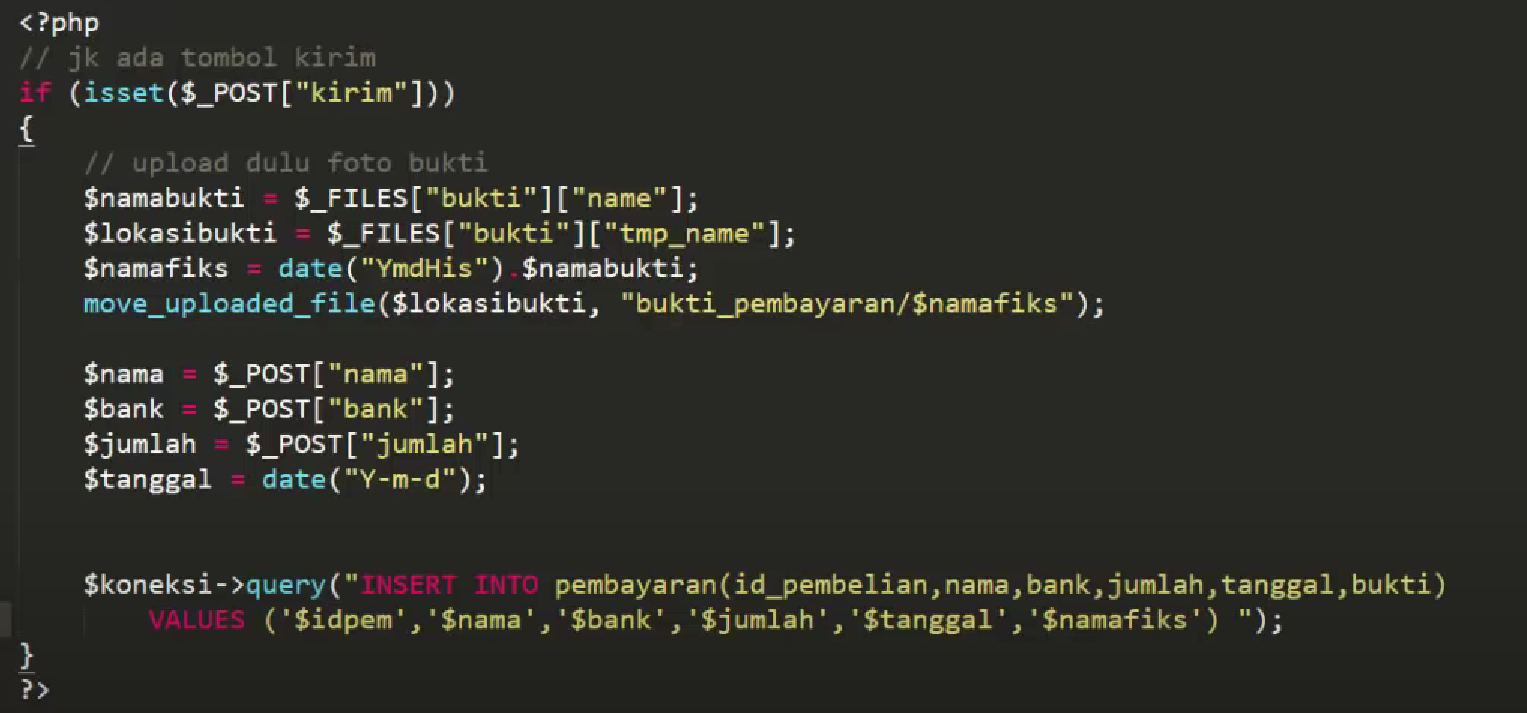 <?php
// jk ada tombol kirim
if (isset($_POST["kirim"]))
{
    // upload dulu foto bukti
    $namabukti = $_FILES["bukti"]["name"];
    $lokasibukti = $_FILES["bukti"]["tmp_name"];
    $namafiks = date("YmdHis").$namabukti;
    move_uploaded_file($lokasibukti, "bukti_pembayaran/$namafiks");

    $nama = $_POST["nama"];
    $bank = $_POST["bank"];
    $jumlah = $_POST["jumlah"];
    $tanggal = date("Y-m-d");

    $koneksi->query("INSERT INTO pembayaran(id_pembelian,nama,bank,jumlah,tanggal,bukti)
        VALUES ('$idpem','$nama','$bank','$jumlah','$tanggal','$namafiks') ");
}
?>